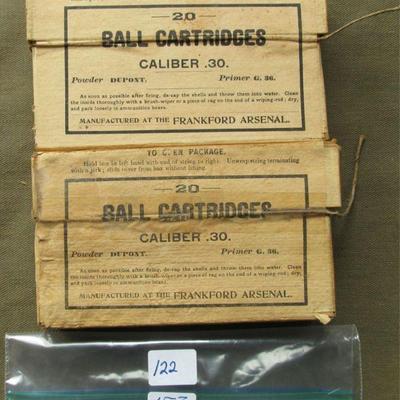 20
BALL CARTRIDGES
CALIBER .30.
Powder DUPONT. Primer G. 36.
As soon as possible after firing, de-cap the shells and throw them into water. Clean
the inside thoroughly with a brush-wiper or a piece of rag on the end of a wiping-rod; dry,
and pack loosely in ammunition boxes.
MANUFACTURED AT THE FRANKFORD ARSENAL.
TO OPEN PACKAGE.
Hold box in left hand with end of string to right. Unwrap string terminating
with a jerk; slide cover from box without lifting.
20
BALL CARTRIDGES
CALIBER .30.
Powder DUPONT. Primer G. 36.
As soon as possible after firing, de-cap the shells and throw them into water. Clean
the inside thoroughly with a brush-wiper or a piece of rag on the end of a wiping-rod; dry,
and pack loosely in ammunition boxes.
MANUFACTURED AT THE FRANKFORD ARSENAL.
122